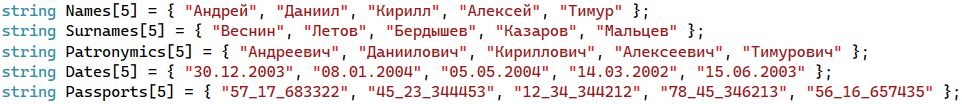 string Names[5] = { "Андрей", "Даниил", "Кирилл", "Алексей", "Тимур" };
string Surnames[5] = { "Веснин", "Летов", "Бердышев", "Казаров", "Мальцев" };
string Patronymics[5] = { "Андреевич", "Даниилович", "Кириллович", "Алексеевич", "Тимурович" };
string Dates[5] = { "30.12.2003", "08.01.2004", "05.05.2004", "14.03.2002", "15.06.2003" };
string Passports[5] = { "57_17_683322", "45_23_344453", "12_34_344212", "78_45_346213", "56_16_657435" };